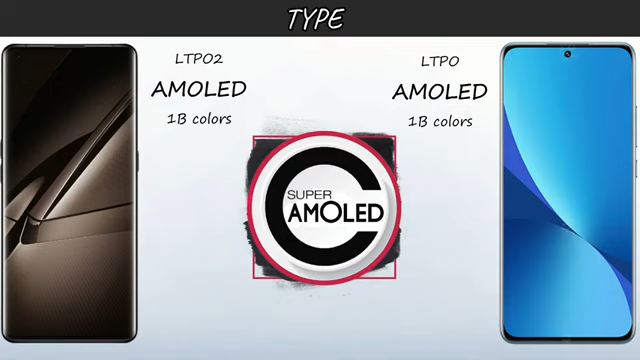 TYPE
LTPO2
AMOLED
1B colors
LTPO
AMOLED
1B colors
SUPER
AMOLED